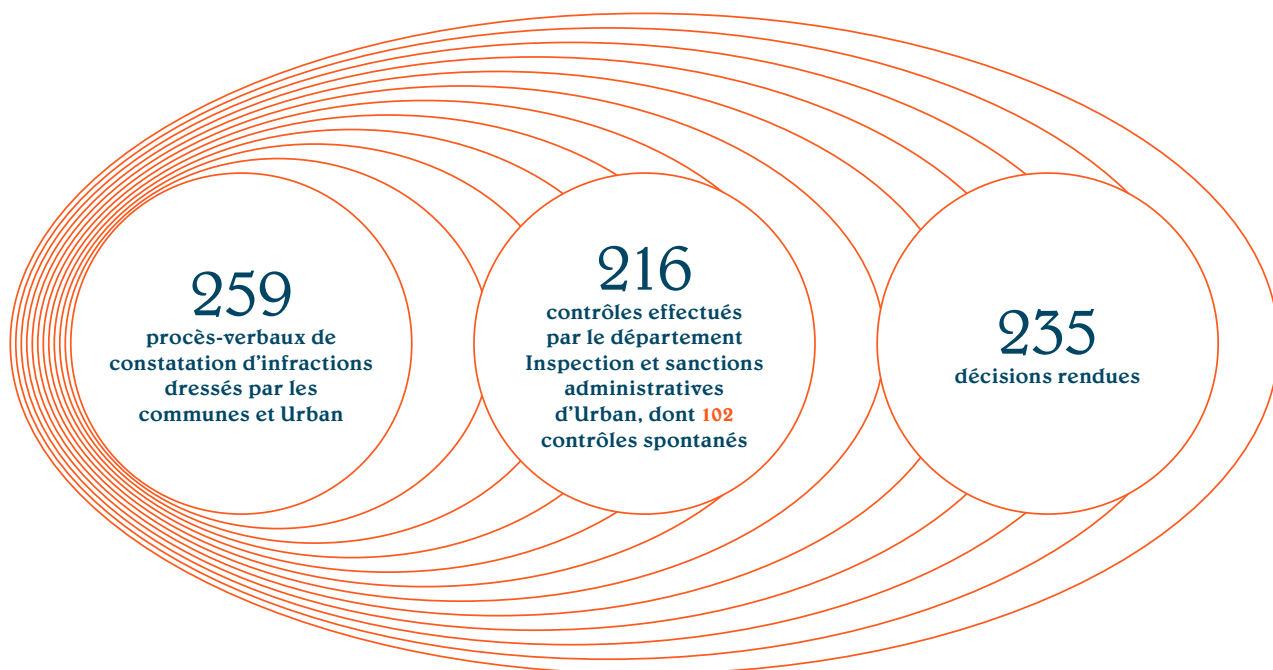 259
procès-verbaux de
constatation d'infractions
dressés par les
communes et Urban
216
contrôles effectués
par le département
Inspection et sanctions
administratives
d'Urban, dont 102
contrôles spontanés
235
décisions rendues